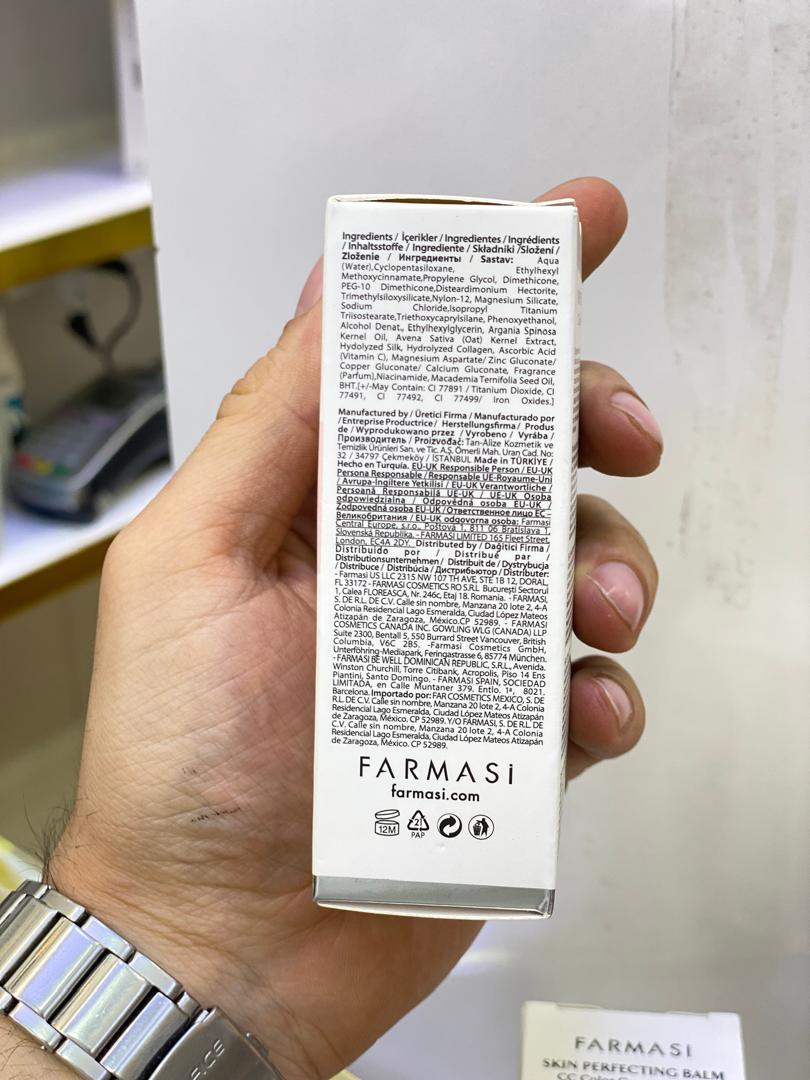 Ingredients / İçerikler / Ingredientes / Ingrédients
/ Inhaltsstoffe / Ingrediente / Składniki /Složení /
Zloženie / Ингредиенты / Sastav: Aqua
(Water),Cyclopentasiloxane, Ethylhexyl
Methoxycinnamate,Propylene Glycol, Dimethicone,
PEG-10 Dimethicone,Disteardimonium Hectorite,
Trimethylsiloxysilicate,Nylon-12, Magnesium Silicate,
Sodium Chloride,Isopropyl Titanium
Triisostearate,Triethoxycaprylsilane, Phenoxyethanol,
Alcohol Denat., Ethylhexylglycerin, Argania Spinosa
Kernel Oil, Avena Sativa (Oat) Kernel Extract,
Hydolyzed Silk, Hydrolyzed Collagen, Ascorbic Acid
(Vitamin C), Magnesium Aspartate/ Zinc Gluconate/
Copper Gluconate/ Calcium Gluconate, Fragrance
(Parfum),Niacinamide, Macademia Ternifolia Seed Oil,
BHT.[+/-May Contain: CI 77891 / Titanium Dioxide, CI
77491, CI 77492, CI 77499/ Iron Oxides.]
Manufactured by / Üretici Firma / Manufacturado por
/ Entreprise Productrice / Herstellungsfirma / Produs
de / Wyprodukowano przez / Vyrobeno / Vyrába /
Производитель / Proizvođač: Tan-Alize Kozmetik ve
Temizlik Ürünleri San. ve Tic. A.Ş. Ömerli Mah. Uran Cad. No:
32 / 34797 Çekmeköy / İSTANBUL Made in TÜRKİYE /
Hecho en Turquía. EU-UK Responsible Person / EU-UK
Persona Responsable / Responsable UE-Royaume-Uni
/ Avrupa-İngiltere Yetkilisi / EU-UK Verantwortliche /
Persoană Responsabilă UE-UK / UE-UK Osoba
odpowiedzialna / Odpovědná osoba EU-UK /
Zodpovedná osoba EU-UK / Ответственное лицо ЕС –
Великобритания / EU-UK odgovorna osoba: Farmasi
Central Europe, s.r.o., Poštová 1, 811 06 Bratislava 1,
Slovenská Republika. - FARMASI LIMITED 165 Fleet Street,
London, EC4A 2DY. Distributed by / Dağıtici Firma /
Distribuido por / Distribué par /
Distributionsunternehmen / Distribuit de / Dystrybucja
/ Distribuce / Distribúcia / Дистрибьютор / Distributer:
- Farmasi US LLC 2315 NW 107 TH AVE, STE 1B 12, DORAL,
FL 33172 - FARMASI COSMETICS RO S.R.L București Sectorul
1, Calea FLOREASCA, Nr. 246c, Etaj 18. Romania. - FARMASI,
S. DE R.L. DE C.V. Calle sin nombre, Manzana 20 lote 2, 4-A
Colonia Residencial Lago Esmeralda, Ciudad López Mateos
Atizapán de Zaragoza, México.CP 52989. - FARMASI
COSMETICS CANADA INC. GOWLING WLG (CANADA) LLP
Suite 2300, Bentall 5, 550 Burrard Street Vancouver, British
Columbia, V6C 2B5. -Farmasi Cosmetics GmbH,
Unterföhring-Mediapark, Feringastrasse 6, 85774 München.
- FARMASI BE WELL DOMINICAN REPUBLIC, S.R.L., Avenida.
Winston Churchill, Torre Citibank, Acropolis, Piso 14 Ens
Piantini, Santo Domingo. - FARMASI SPAIN, SOCIEDAD
LIMITADA, en Calle Muntaner 379. Entlo. 1ª, 8021.
Barcelona. Importado por: FAR COSMETICS MEXICO, S. DE
R.L. DE C.V. Calle sin nombre, Manzana 20 lote 2, 4-A Colonia
Residencial Lago Esmeralda, Ciudad López Mateos Atizapán
de Zaragoza, México. CP 52989. Y/O FARMASI, S. DE R.L. DE
C.V. Calle sin nombre, Manzana 20 lote 2, 4-A Colonia
Residencial Lago Esmeralda, Ciudad López Mateos Atizapán
de Zaragoza, México. CP 52989.
FARMASi
farmasi.com
12M
21
PAP
FARMASI
SKIN PERFECTING BALM